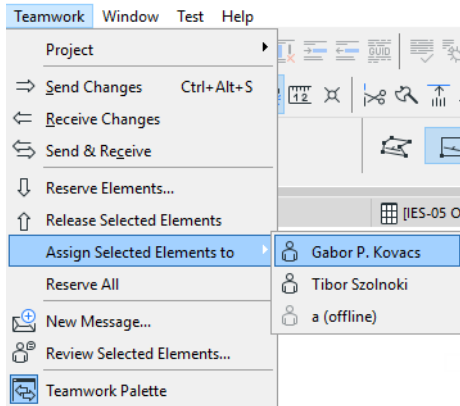 Teamwork Window Test Help
Project
Send Changes Ctrl+Alt+S
Receive Changes
Send & Receive
Reserve Elements...
Release Selected Elements
[IES-05 O
Assign Selected Elements to
Gabor P. Kovacs
Reserve All
Tibor Szolnoki
a (offline)
New Message...
Review Selected Elements...
Teamwork Palette
GUID
12